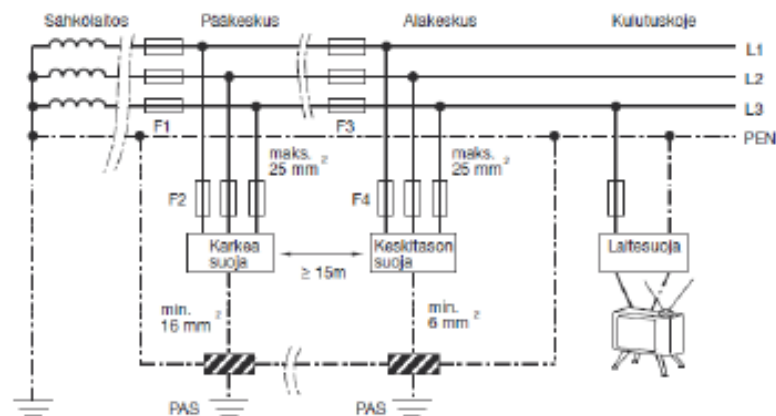 Sähkölaitos
Pääkeskus
Alakeskus
Kulutuskoje
L1
L2
L3
PEN
F1
F3
maks.
25 mm²
maks.
25 mm²
F2
F4
Karkea
suoja
≥ 15m
Keskitason
suoja
Laitesuoja
min.
16 mm²
min.
6 mm²
PAS
PAS